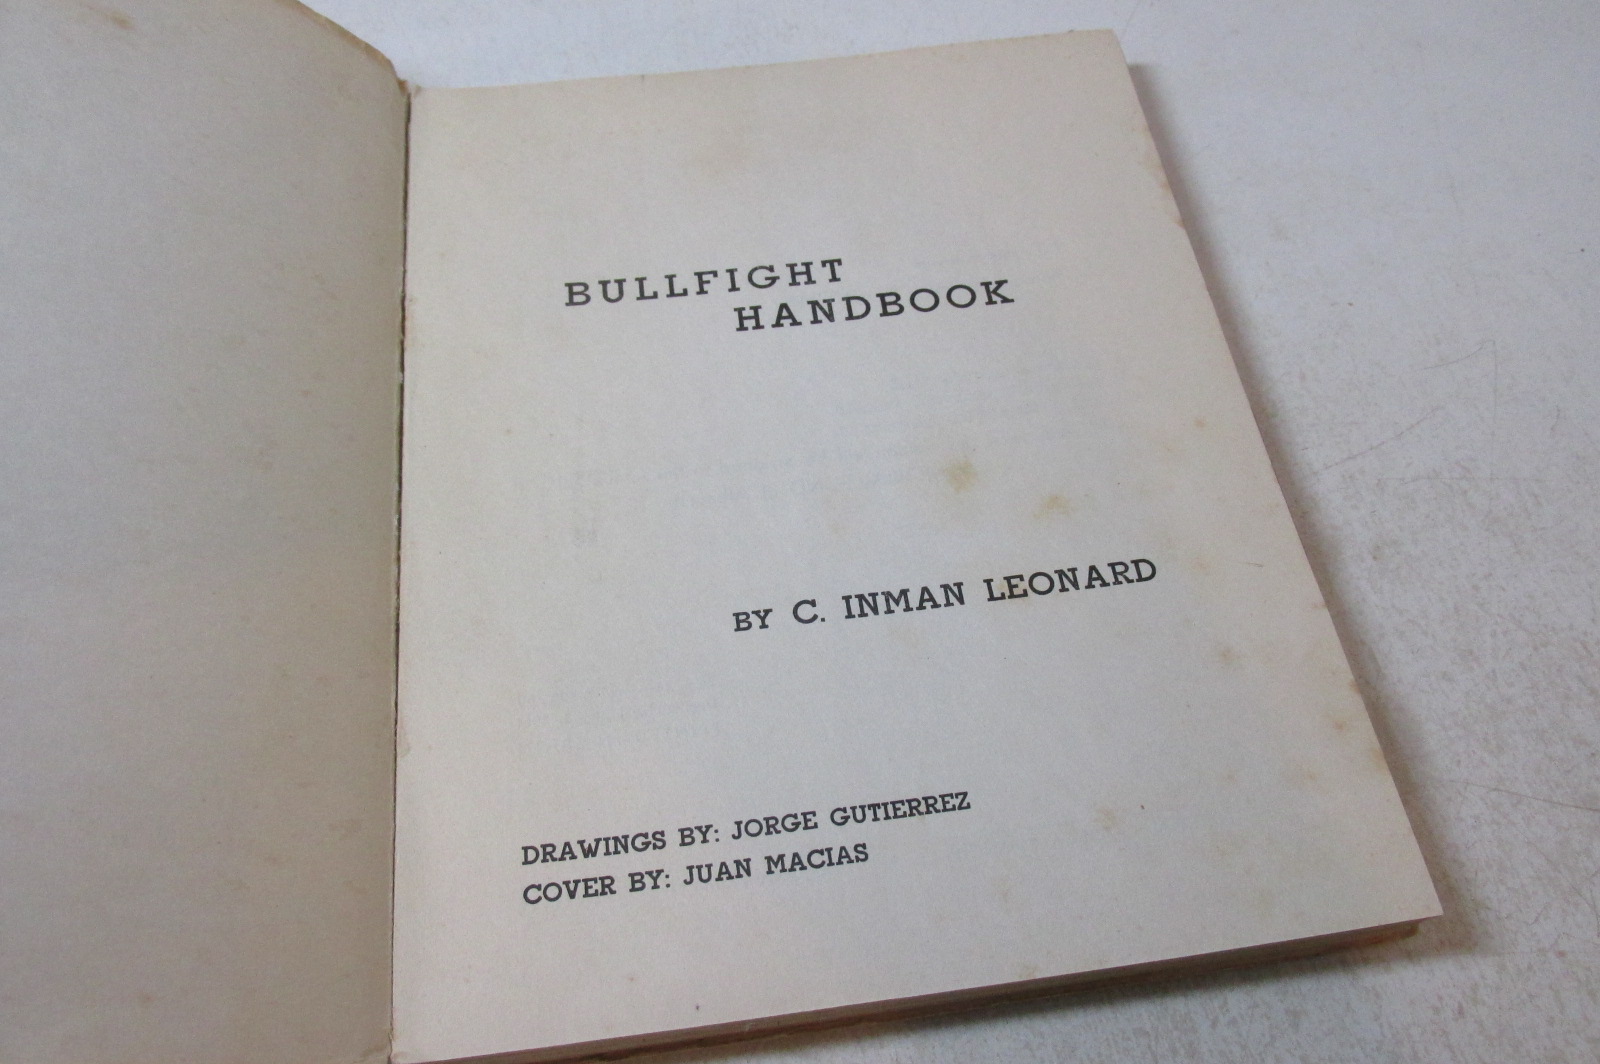 BULLFIGHT
HANDBOOK
BY C. INMAN LEONARD
DRAWINGS BY: JORGE GUTIERREZ
COVER BY: JUAN MACIAS